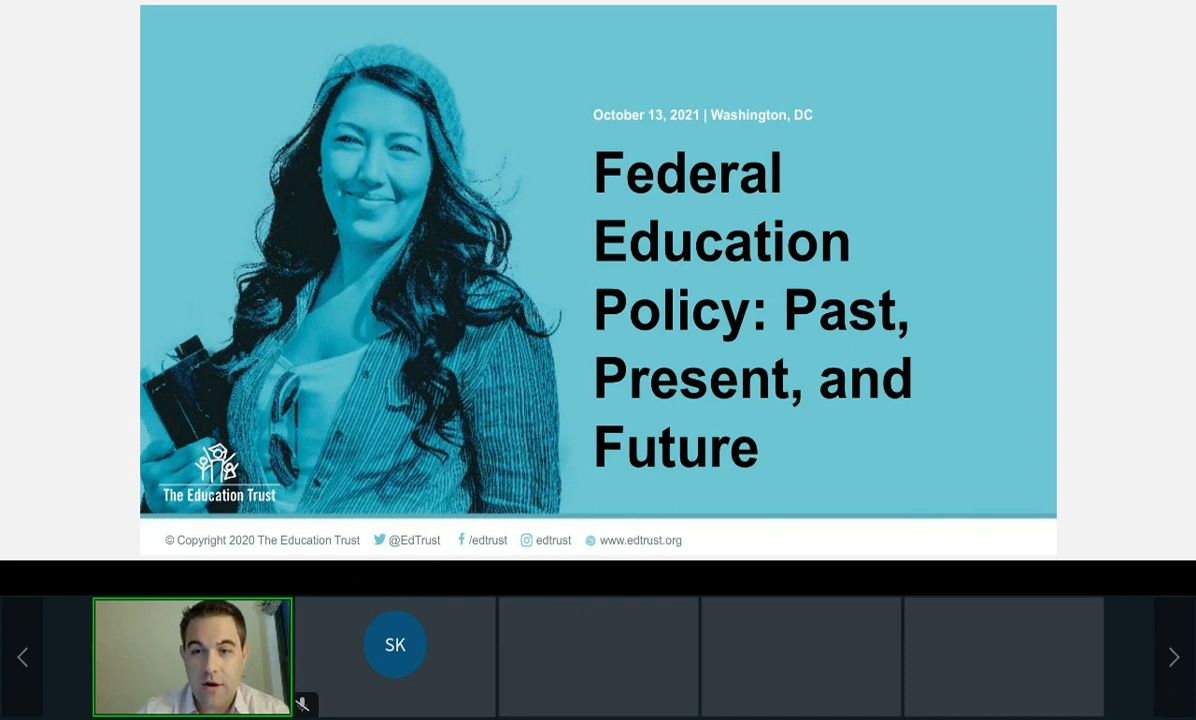 October 13, 2021 | Washington, DC
Federal
Education
Policy: Past,
Present, and
Future
The Education Trust
© Copyright 2020 The Education Trust @EdTrust /edtrust edtrust www.edtrust.org
SK